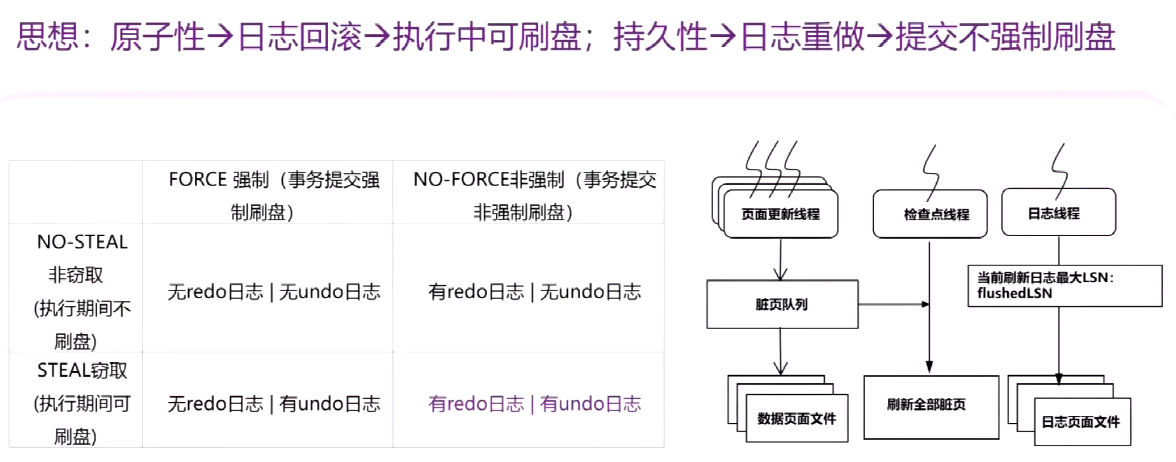 思想：原子性→日志回滚→执行中可刷盘；持久性→日志重做→提交不强制刷盘
FORCE 强制（事务提交强
制刷盘）
NO-FORCE非强制（事务提交
非强制刷盘）
NO-STEAL
非窃取
(执行期间不
刷盘)
无redo日志 | 无undo日志
有redo日志 | 无undo日志
STEAL窃取
(执行期间可
刷盘)
无redo日志 | 有undo日志
有redo日志 | 有undo日志
页面更新线程
检查点线程
日志线程
当前刷新日志最大LSN：
flushedLSN
脏页队列
数据页面文件
刷新全部脏页
日志页面文件